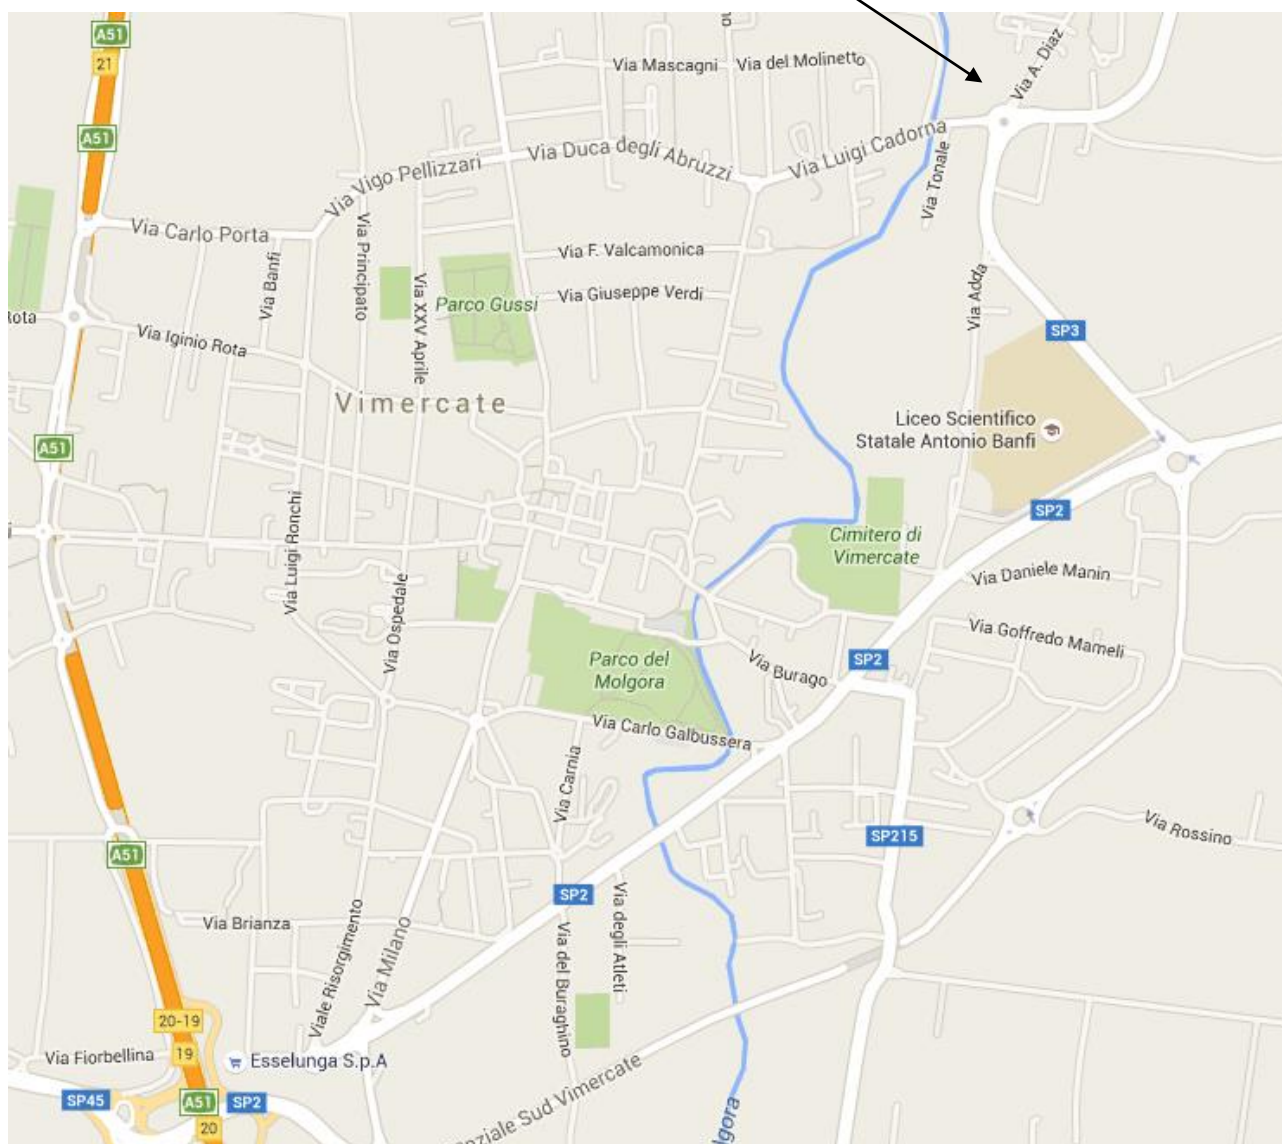 A51
21
Via Mascagni
Via del Molinetto
Via A. Diaz
A51
Via Luigi Cadorna
Via Duca degli Abruzzi
Via Vigo Pellizzari
Via Tonale
Via Carlo Porta
Via Principato
Via F. Valcamonica
Via Banfi
Via XXV Aprile
Parco Gussi
Via Giuseppe Verdi
Via Adda
Via Iginio Rota
SP3
Vimercate
Liceo Scientifico
Statale Antonio Banfi
A51
SP2
Via Luigi Ronchi
Cimitero di
Vimercate
Via Daniele Manin
Via Ospedale
Via Goffredo Mameli
Parco del
Molgora
Via Burago
SP2
Via Carlo Galbussera
Via Carnia
Via Rossino
SP215
A51
SP2
Via Brianza
Viale Risorgimento
Via Milano
Via del Buraghino
Via degli Atleti
20-19
Via Fiorbellina
19
Esselunga S.p.A
SP45
A51
SP2
20
nziale Sud Vimercate
lgora